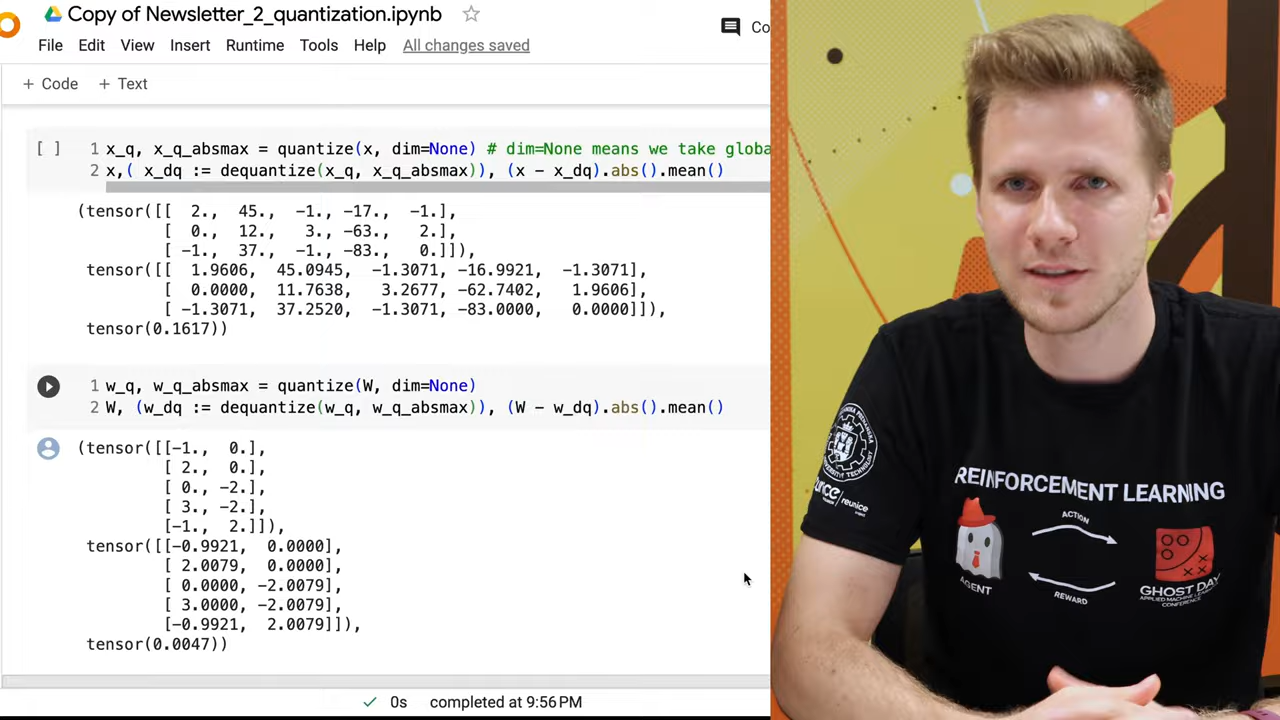 Copy of Newsletter_2_quantization.ipynb
File Edit View Insert Runtime Tools Help All changes saved
Co
+ Code + Text
[ ] 1 x_q, x_q_absmax = quantize(x, dim=None) # dim=None means we take globa
2 x,( x_dq := dequantize(x_q, x_q_absmax)), (x - x_dq).abs().mean()
(tensor([[ 2., 45., -1., -17., -1.],
[ 0., 12., 3., -63., 2.],
[ -1., 37., -1., -83., 0.]]),
tensor([[ 1.9606, 45.0945, -1.3071, -16.9921, -1.3071],
[ 0.0000, 11.7638, 3.2677, -62.7402, 1.9606],
[ -1.3071, 37.2520, -1.3071, -83.0000, 0.0000]]),
tensor(0.1617))
1 w_q, w_q_absmax = quantize(W, dim=None)
2 W, (w_dq := dequantize(w_q, w_q_absmax)), (W - w_dq).abs().mean()
(tensor([[-1., 0.],
[ 2., 0.],
[ 0., -2.],
[ 3., -2.],
[-1., 2.]]),
tensor([[-0.9921, 0.0000],
[ 2.0079, 0.0000],
[ 0.0000, -2.0079],
[ 3.0000, -2.0079],
[-0.9921, 2.0079]]),
tensor(0.0047))
0s completed at 9:56 PM
REINFORCEMENT LEARNING
ACTION
AGENT
REWARD
GHOST DAY
APPLIED MACHINE LEARNING
CONFERENCE
reunice